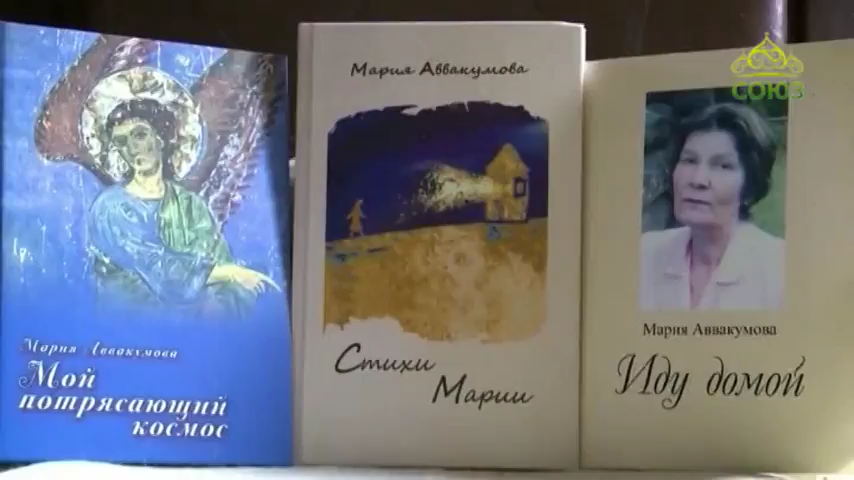 Мария Аввакумова
Мой
потрясающий
космос
Мария Аввакумова
Стихи
Марии
Мария Аввакумова
Иду домой
СОЮЗ